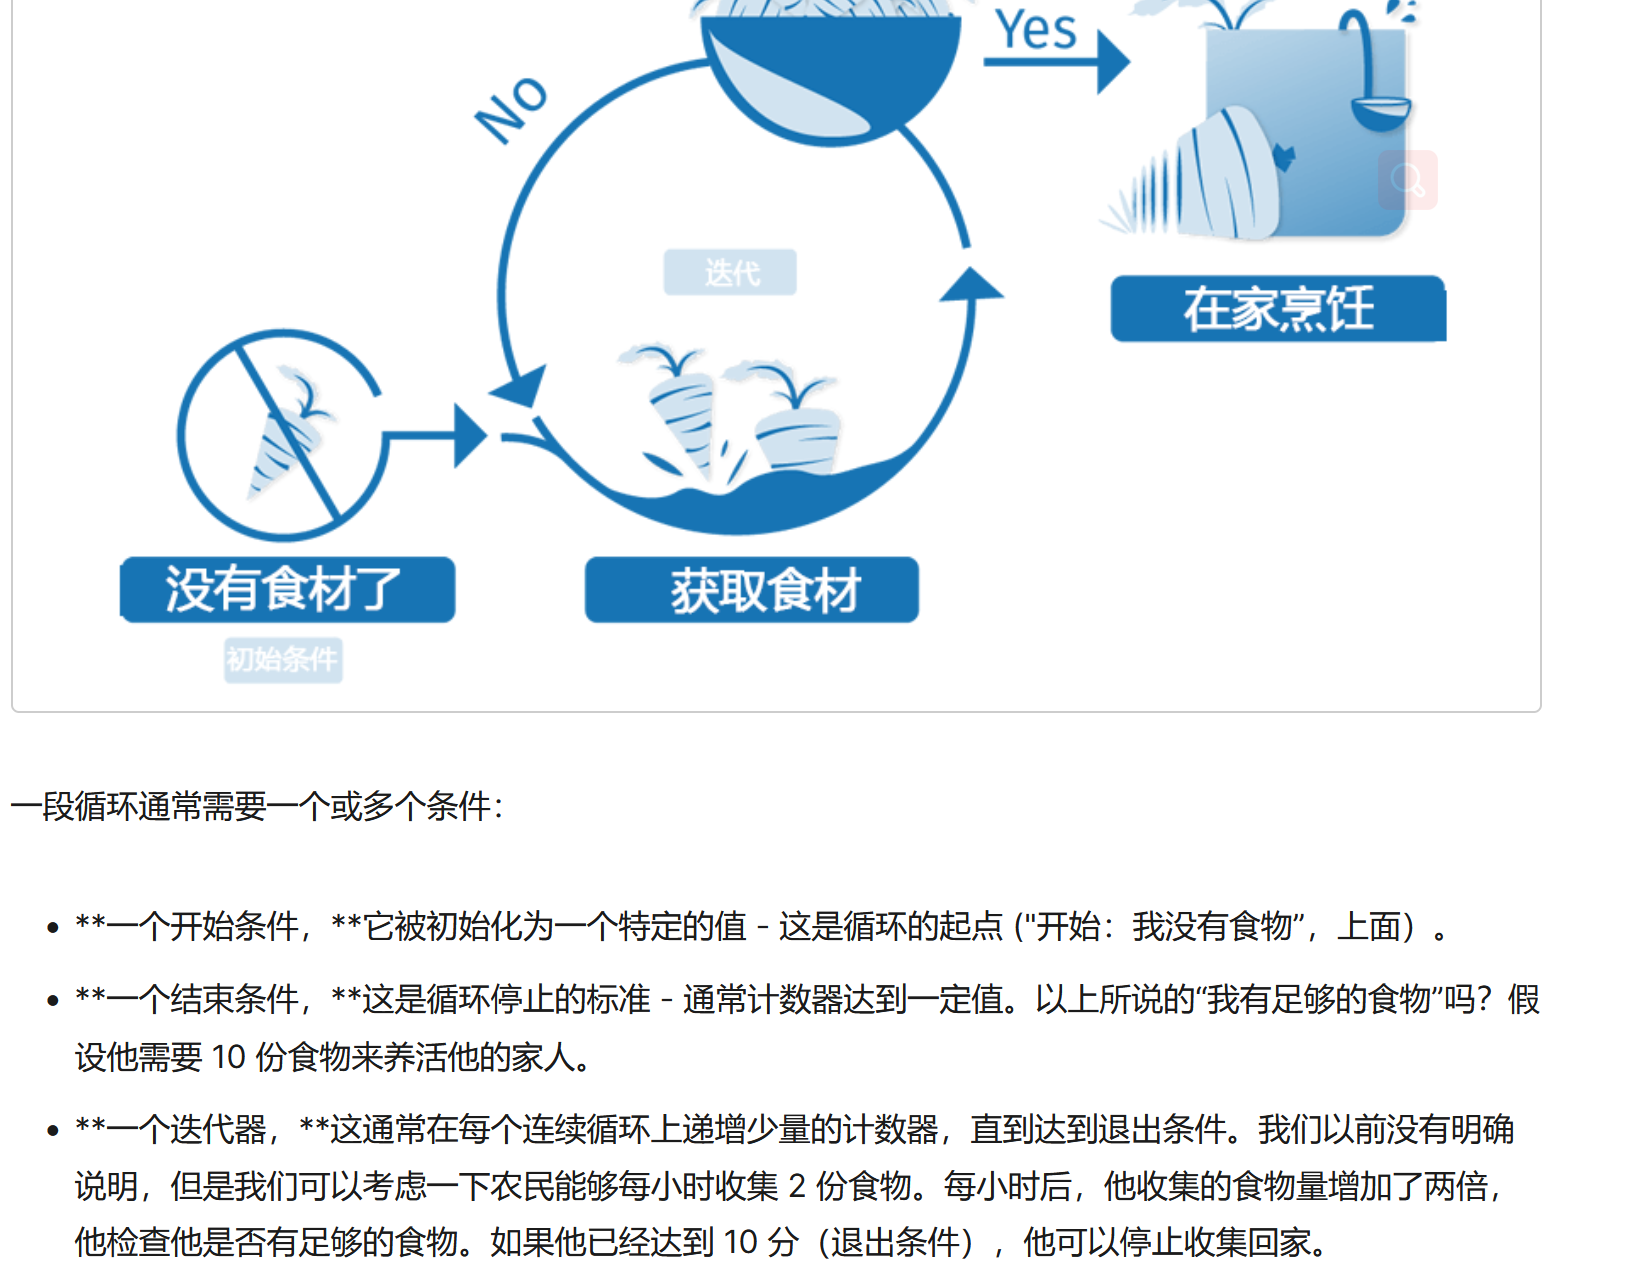 Yes
No
迭代
在家烹饪
没有食材了
获取食材
初始条件
一段循环通常需要一个或多个条件：
• **一个开始条件，**它被初始化为一个特定的值 - 这是循环的起点 ("开始：我没有食物”，上面）。
• **一个结束条件，**这是循环停止的标准 - 通常计数器达到一定值。以上所说的“我有足够的食物”吗？假
设他需要 10 份食物来养活他的家人。
• **一个迭代器，**这通常在每个连续循环上递增少量的计数器，直到达到退出条件。我们以前没有明确
说明，但是我们可以考虑一下农民能够每小时收集 2 份食物。每小时后，他收集的食物量增加了两倍，
他检查他是否有足够的食物。如果他已经达到 10 分（退出条件），他可以停止收集回家。